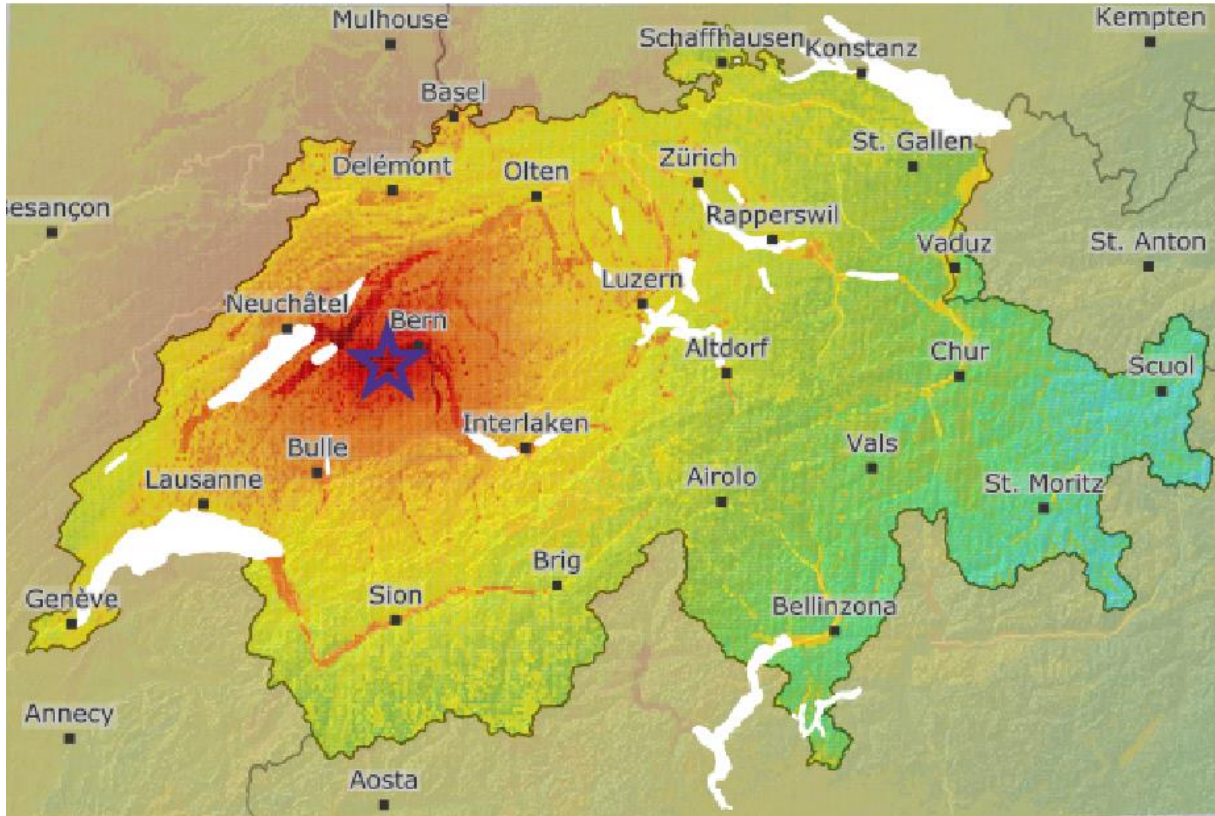 Mulhouse
Kempten
Schaffhausen
Konstanz
Basel
St. Gallen
Delémont
Olten
Zürich
esançon
Rapperswil
Vaduz
St. Anton
Neuchâtel
Bern
Luzern
Altdorf
Chur
Scuol
Interlaken
Bulle
Vals
Lausanne
Airolo
St. Moritz
Genève
Sion
Brig
Bellinzona
Annecy
Aosta